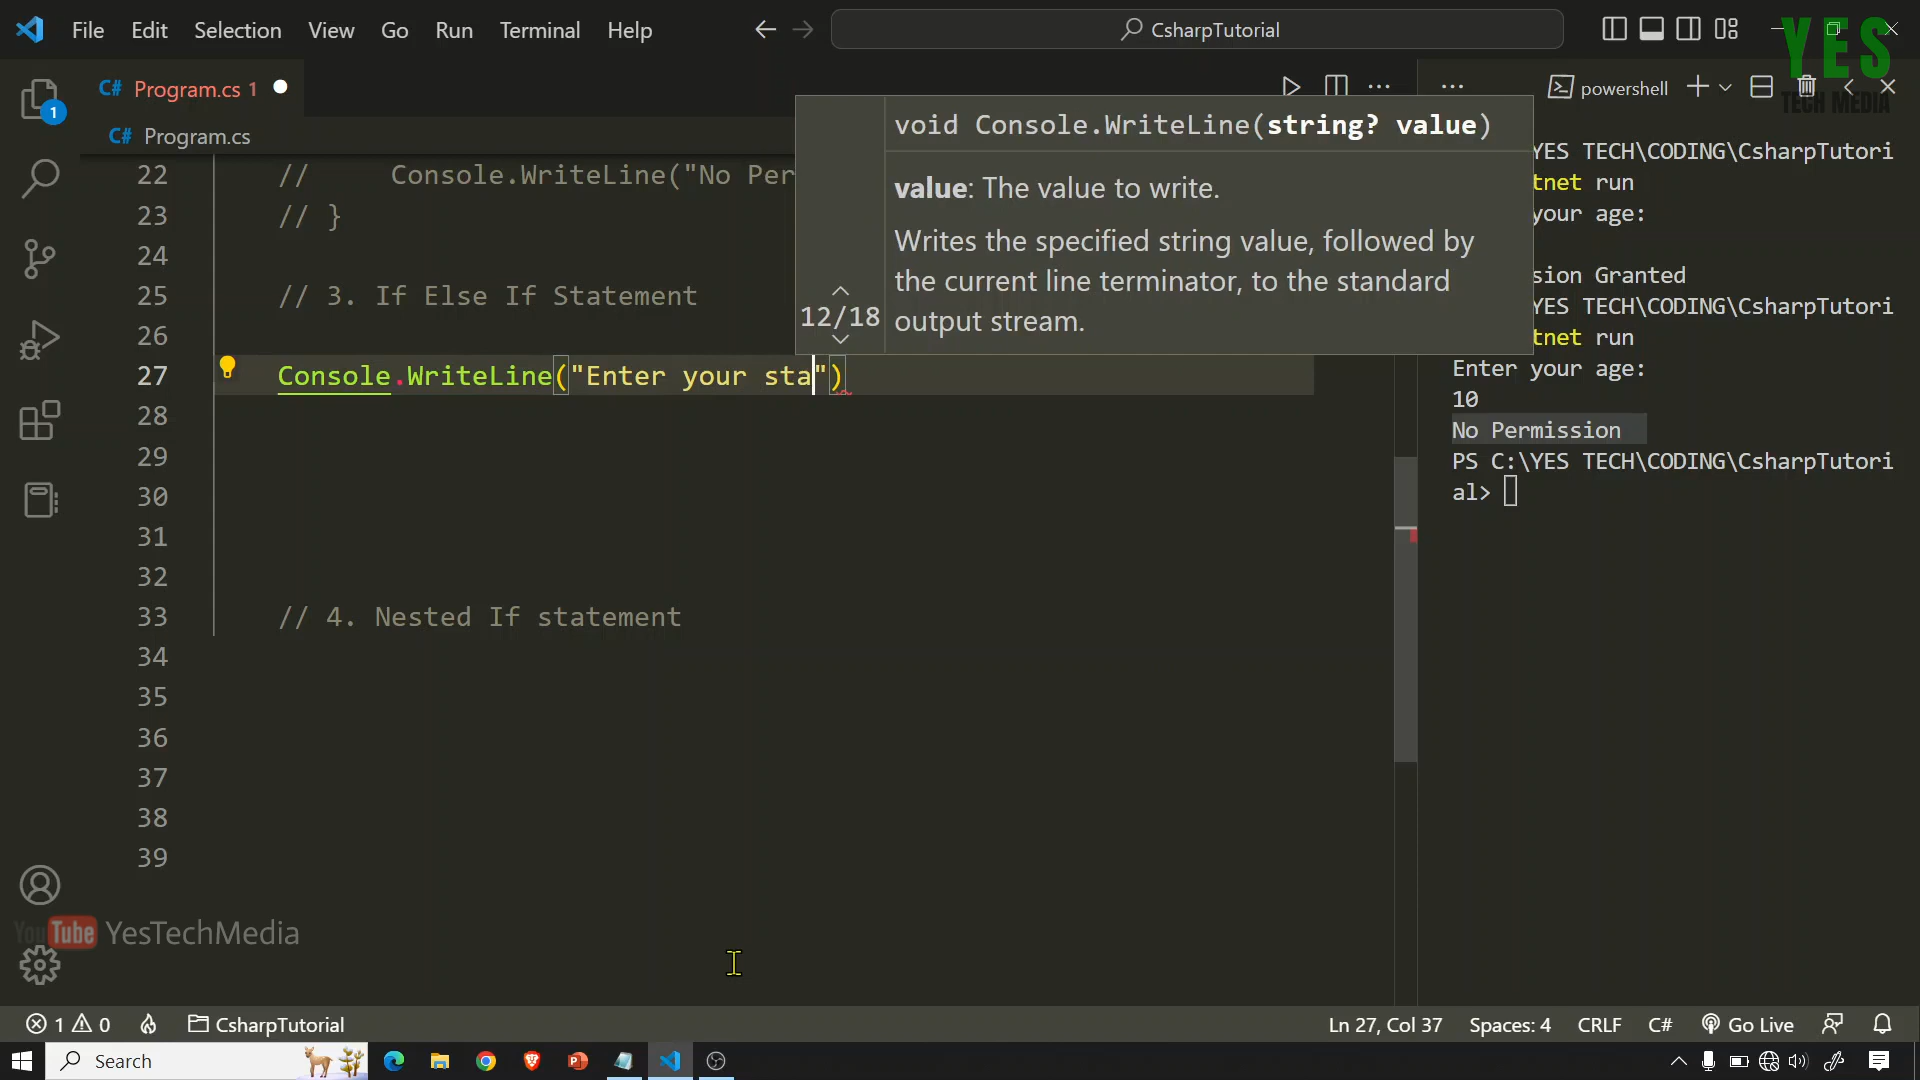 File Edit Selection View Go Run Terminal Help
CsharpTutorial
YES
TECH MEDIA
C# Program.cs 1
powershell
C# Program.cs
void Console.WriteLine(string? value)
value: The value to write.
Writes the specified string value, followed by
the current line terminator, to the standard
output stream.
12/18
22 // Console.WriteLine("No Per
23 // }
24
25 // 3. If Else If Statement
26
27 Console.WriteLine("Enter your sta")
28
29
30
31
32
33 // 4. Nested If statement
34
35
36
37
38
39
YES TECH\CODING\CsharpTutori
tnet run
your age:
sion Granted
YES TECH\CODING\CsharpTutori
tnet run
Enter your age:
10
No Permission
PS C:\YES TECH\CODING\CsharpTutori
al>
1
YouTube YesTechMedia
1 0 CsharpTutorial Ln 27, Col 37 Spaces: 4 CRLF C# Go Live
Search